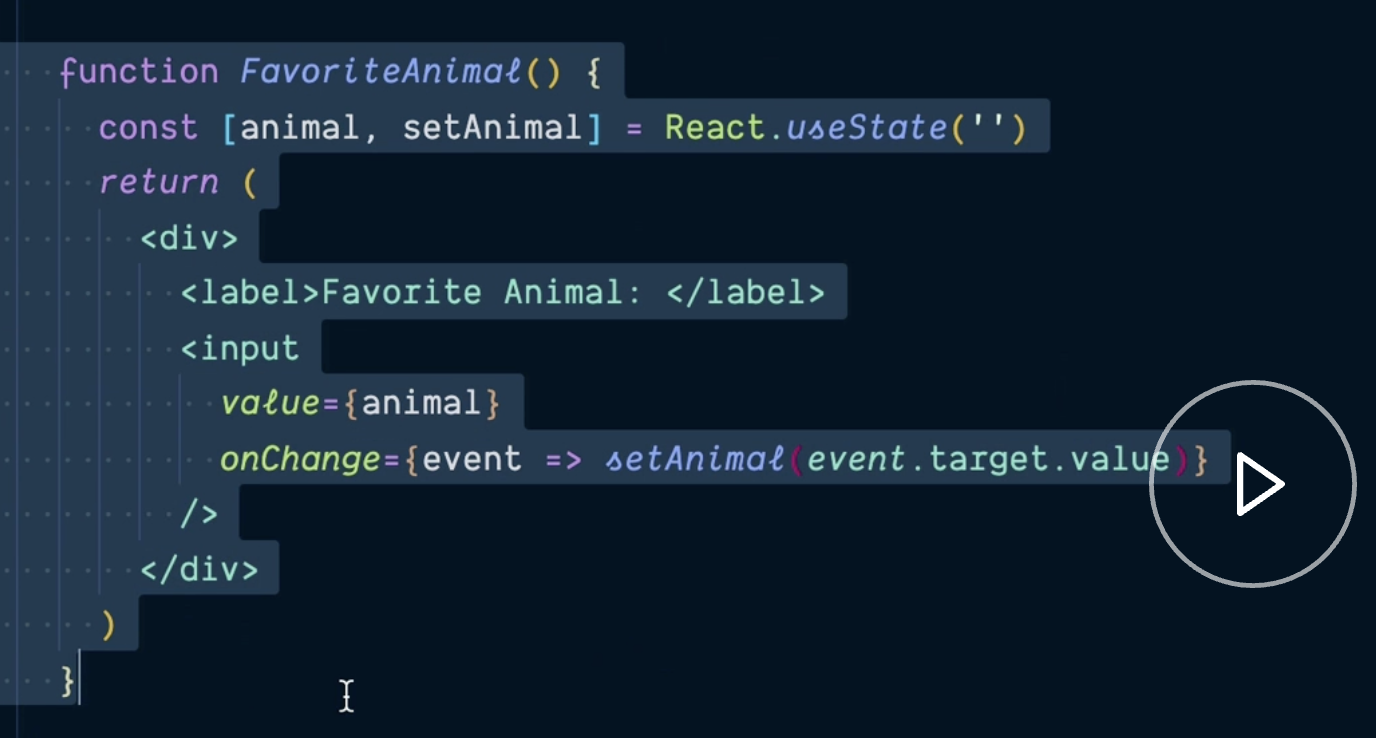 function FavoriteAnimal() {
const [animal, setAnimal] = React.useState('')
return (
<div>
<label>Favorite Animal: </label>
<input
value={animal}
onChange={event => setAnimal(event.target.value)}
/>
</div>
)
}